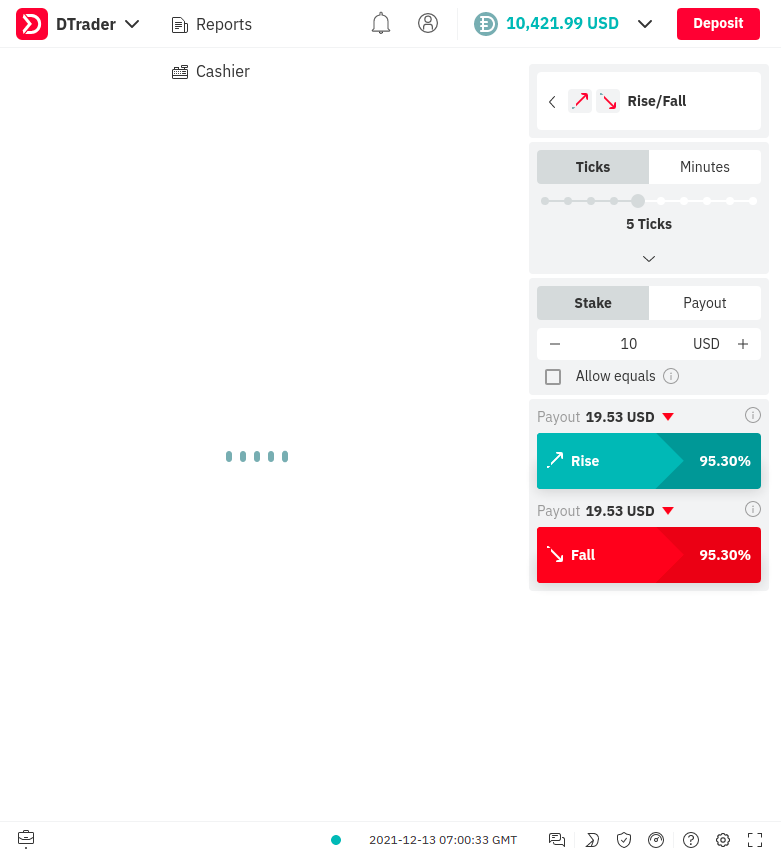 DTrader
Reports
10,421.99 USD
Deposit
Cashier
Rise/Fall
Ticks
Minutes
5 Ticks
Stake
Payout
10
USD
Allow equals
Payout 19.53 USD
Rise
95.30%
Payout 19.53 USD
Fall
95.30%
2021-12-13 07:00:33 GMT